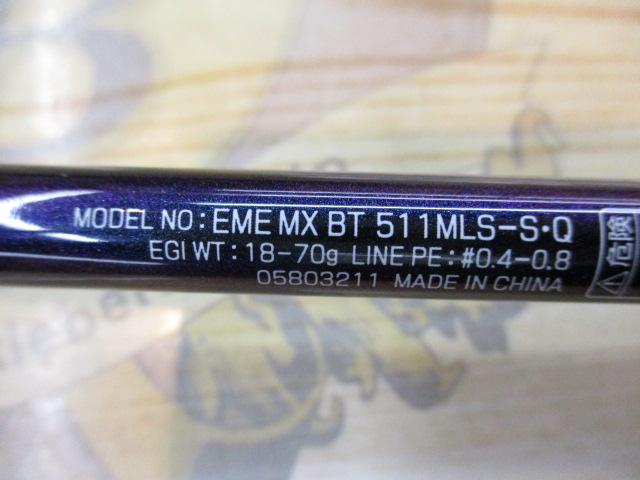 MODEL NO: EME MX BT 511MLS-S・Q
EGI WT: 18-70g LINE PE: #0.4-0.8
05803211 MADE IN CHINA
⚠危険